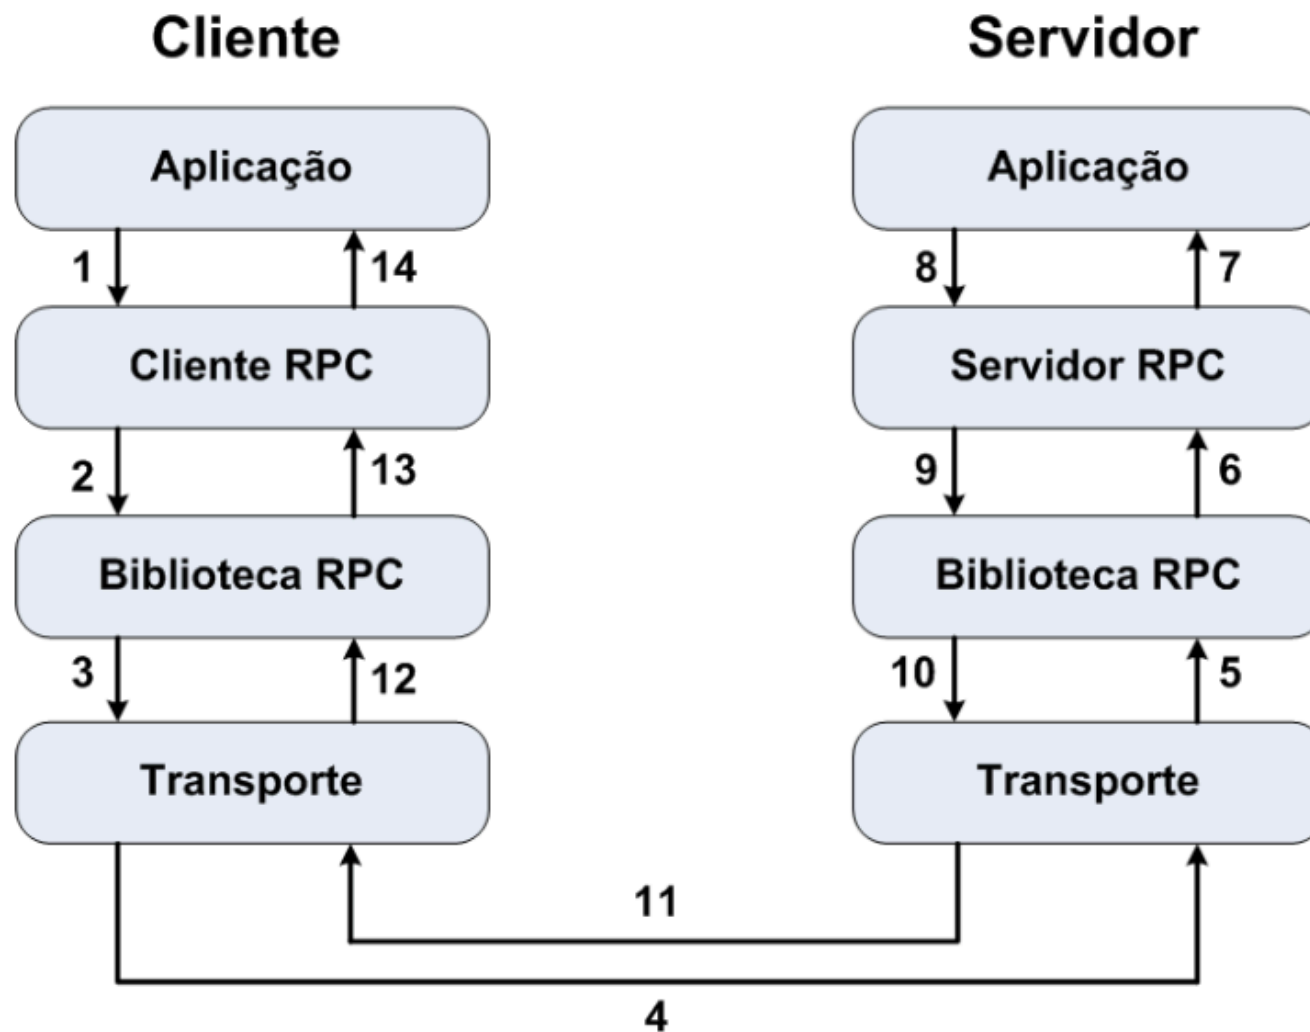 Cliente
Servidor
Aplicação
Aplicação
1
14
8
7
Cliente RPC
Servidor RPC
2
13
9
6
Biblioteca RPC
Biblioteca RPC
3
12
10
5
Transporte
Transporte
11
4